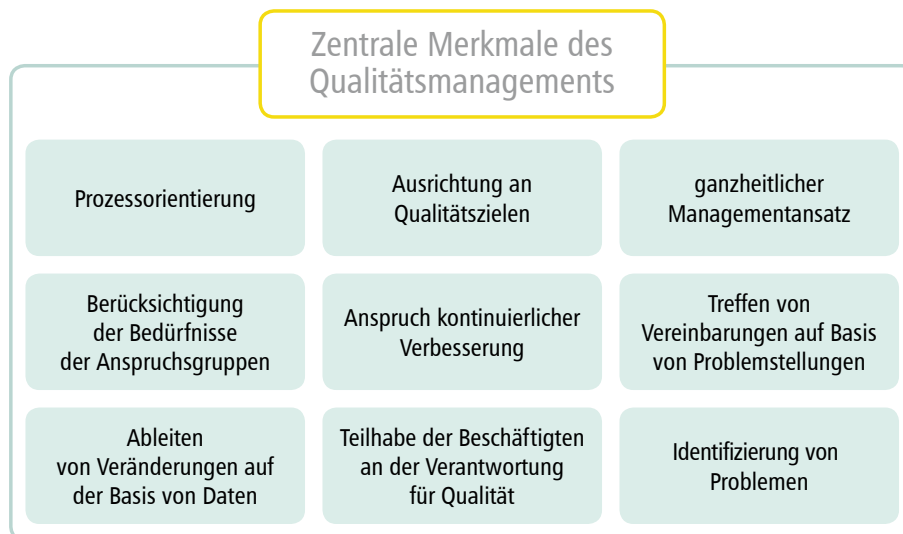 Zentrale Merkmale des
Qualitätsmanagements
Prozessorientierung
Ausrichtung an
Qualitätszielen
ganzheitlicher
Managementansatz
Berücksichtigung
der Bedürfnisse
der Anspruchsgruppen
Anspruch kontinuierlicher
Verbesserung
Treffen von
Vereinbarungen auf Basis
von Problemstellungen
Ableiten
von Veränderungen auf
der Basis von Daten
Teilhabe der Beschäftigten
an der Verantwortung
für Qualität
Identifizierung von
Problemen